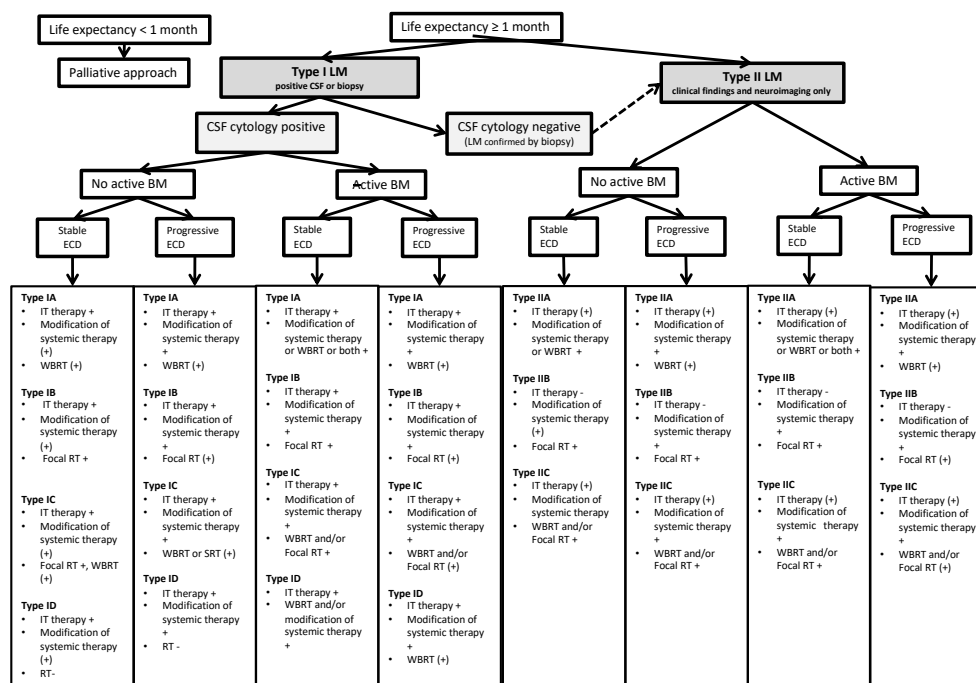 Life expectancy < 1 month
Life expectancy ≥ 1 month
Palliative approach
Type I LM
positive CSF or biopsy
Type II LM
clinical findings and neuroimaging only
CSF cytology positive
CSF cytology negative
(LM confirmed by biopsy)
No active BM
Active BM
No active BM
Active BM
Stable
ECD
Progressive
ECD
Stable
ECD
Progressive
ECD
Stable
ECD
Progressive
ECD
Stable
ECD
Progressive
ECD
Type IA
• IT therapy +
• Modification of
systemic therapy
(+)
• WBRT (+)
Type IB
• IT therapy +
• Modification of
systemic therapy
(+)
• Focal RT +
Type IC
• IT therapy +
• Modification of
systemic therapy
(+)
• Focal RT +, WBRT
(+)
Type ID
• IT therapy +
• Modification of
systemic therapy
(+)
• RT-
Type IA
• IT therapy +
• Modification of
systemic therapy
+
• WBRT (+)
Type IB
• IT therapy +
• Modification of
systemic therapy
+
• Focal RT (+)
Type IC
• IT therapy +
• Modification of
systemic therapy
+
• WBRT or SRT (+)
Type ID
• IT therapy +
• Modification of
systemic therapy
+
• RT -
Type IA
• IT therapy +
• Modification of
systemic therapy
or WBRT or both +
Type IB
• IT therapy +
• Modification of
systemic therapy
+
• Focal RT +
Type IC
• IT therapy +
• Modification of
systemic therapy
+
• WBRT and/or
Focal RT +
Type ID
• IT therapy +
• WBRT and/or
modification of
systemic therapy
+
Type IA
• IT therapy +
• Modification of
systemic therapy
+
• WBRT (+)
Type IB
• IT therapy +
• Modification of
systemic therapy
+
• Focal RT (+)
Type IC
• IT therapy +
• Modification of
systemic therapy
+
• WBRT and/or
Focal RT (+)
Type ID
• IT therapy +
• Modification of
systemic therapy
+
• WBRT (+)
Type IIA
• IT therapy (+)
• Modification of
systemic therapy
or WBRT +
Type IIB
• IT therapy -
• Modification of
systemic therapy
(+)
• Focal RT +
Type IIC
• IT therapy (+)
• Modification of
systemic therapy
• WBRT and/or
Focal RT +
Type IIA
• IT therapy (+)
• Modification of
systemic therapy
+
• WBRT (+)
Type IIB
• IT therapy -
• Modification of
systemic therapy
+
• Focal RT +
Type IIC
• IT therapy (+)
• Modification of
systemic therapy
+
• WBRT and/or
Focal RT +
Type IIA
• IT therapy (+)
• Modification of
systemic therapy
or WBRT or both +
Type IIB
• IT therapy -
• Modification of
systemic therapy
+
• Focal RT +
Type IIC
• IT therapy (+)
• Modification of
systemic therapy
+
• WBRT and/or
Focal RT +
Type IIA
• IT therapy (+)
• Modification of
systemic therapy
+
• WBRT (+)
Type IIB
• IT therapy -
• Modification of
systemic therapy
+
• Focal RT (+)
Type IIC
• IT therapy (+)
• Modification of
systemic therapy
+
• WBRT and/or
Focal RT (+)